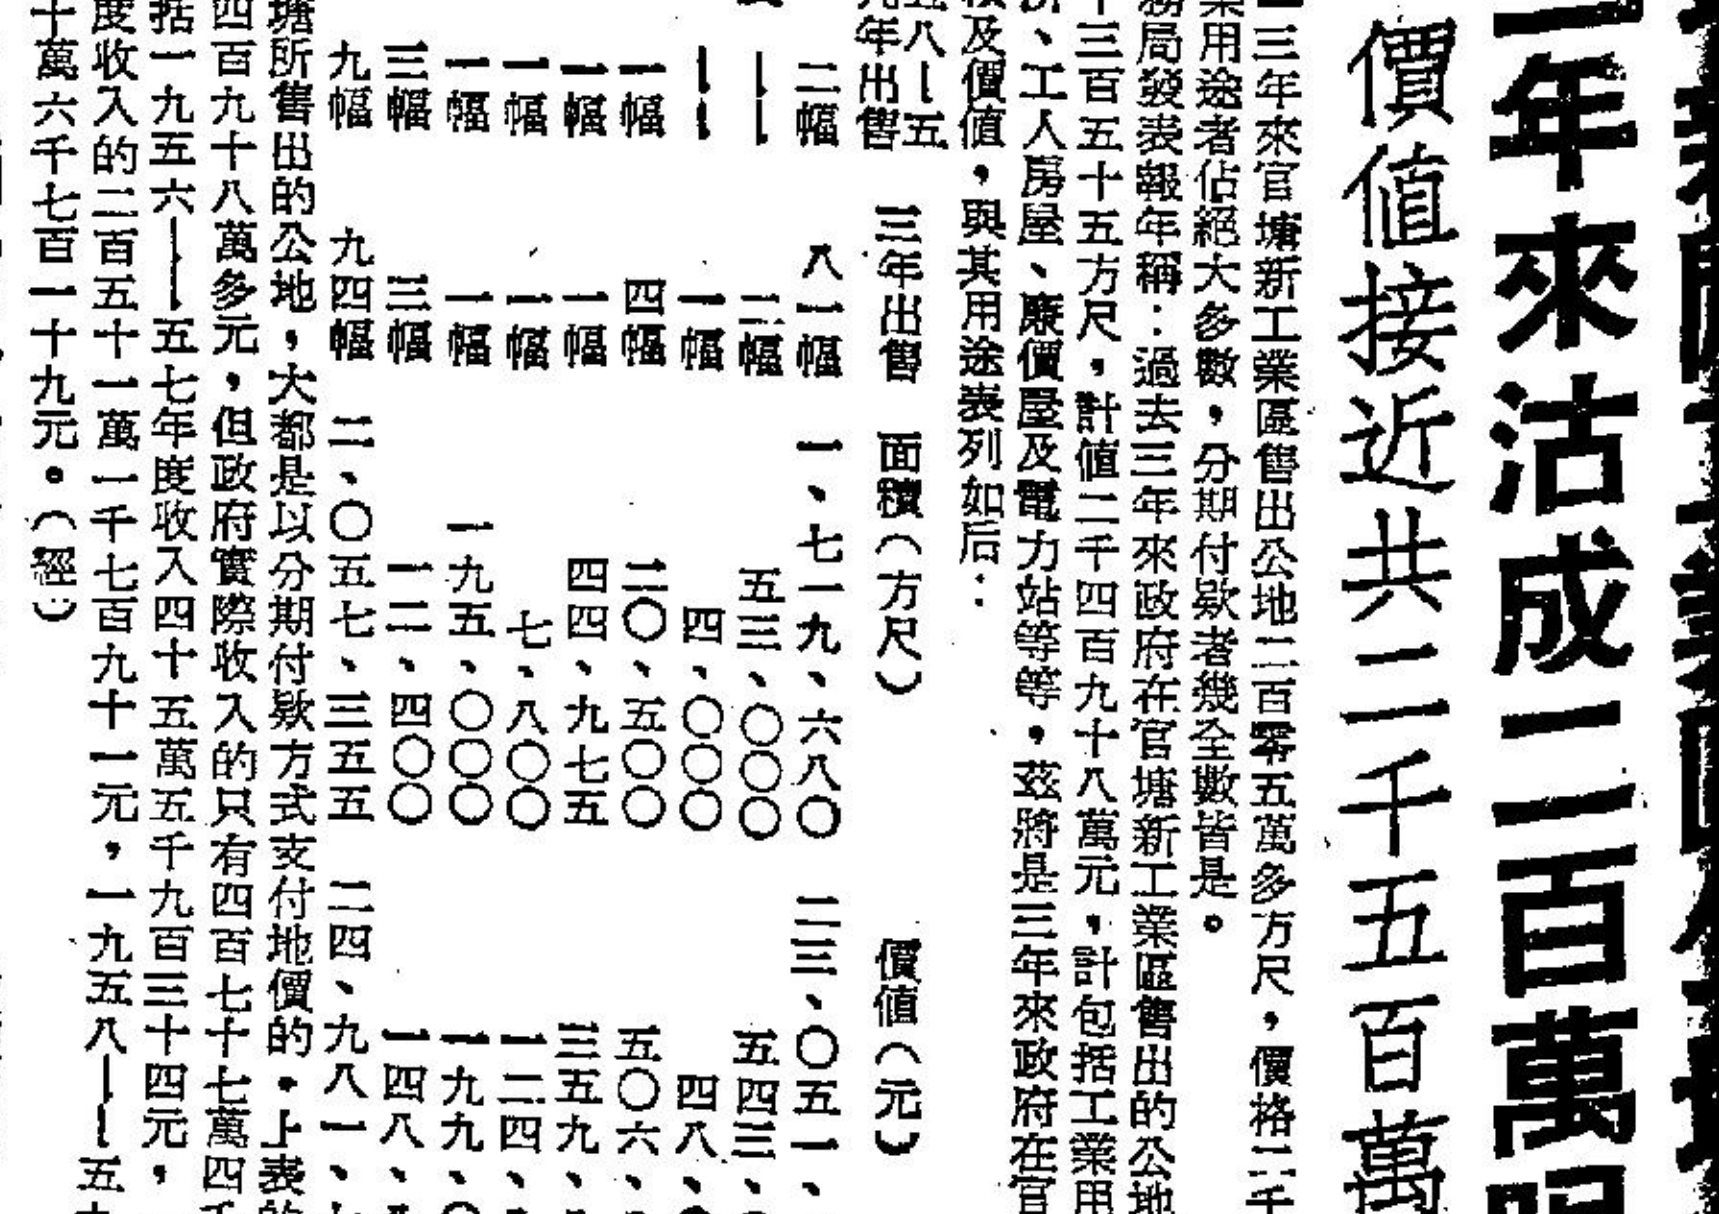 二年來沽成二百萬
價值接近共二千五百萬
三年來官塘新工業區售出公地二百零五萬多方尺，價格二千
業用途者佔絕大多數，分期付欵者幾全數皆是。
務局發表報年稱：過去三年來政府在官塘新工業區售出的公地
三百五十五方尺，計值二千四百九十八萬元，計包括工業用
、工人房屋、廉價屋及電力站等等，茲將是三年來政府在官
及價值，與其用途表列如后：
五八—五
九年出售　三年出售　面積（方尺）　價值（元）
二幅　八一幅　一、七一九、六八〇　二三、〇五一、
——　二幅　五三、〇〇〇　五四三、
——　一幅　四、〇〇〇　四八、
一幅　四幅　二〇、五〇〇　五〇六、
一幅　一幅　四四、九七五　三五九、
一幅　一幅　七、八〇〇　一二四、
一幅　一幅　一九五、〇〇〇　一九九、
三幅　三幅　一二、四〇〇　一四八、
九幅　九四幅　二、〇五七、三五五　二四、九八一、
塘所售出的公地，大都是以分期付欵方式支付地價的。上表的
四百九十八萬多元，但政府實際收入的只有四百七十七萬四千
括一九五六——五七年度收入四十五萬五千九百三十四元，
度收入的二百五十一萬一千七百九十一元，一九五八——五九
十萬六千七百一十九元。（經）